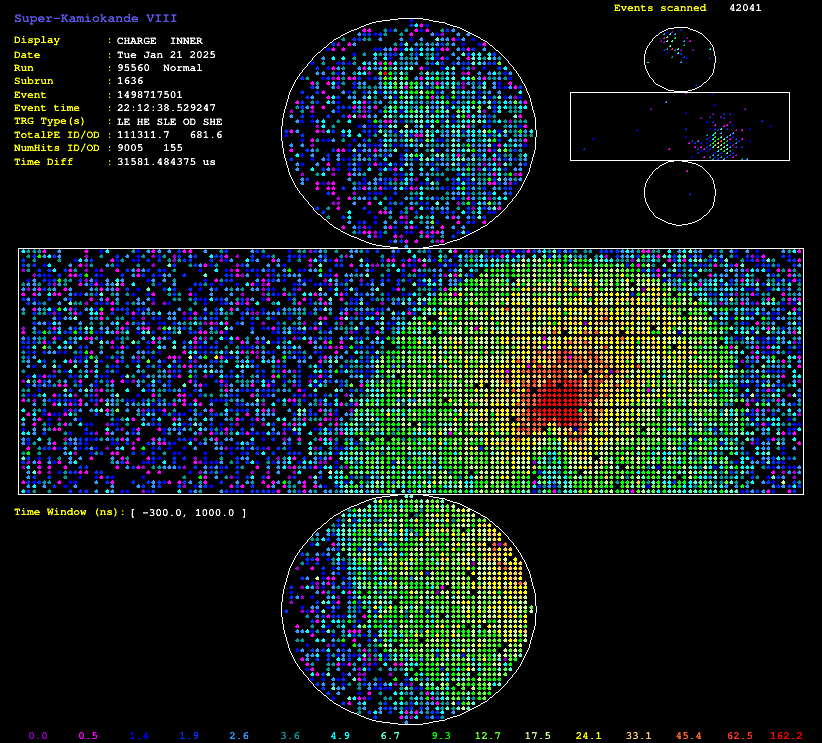 Super-Kamiokande VIII
Events scanned 42041
Display : CHARGE INNER
Date : Tue Jan 21 2025
Run : 95560 Normal
Subrun : 1636
Event : 1498717501
Event time : 22:12:38.529247
TRG Type(s) : LE HE SLE OD SHE
TotalPE ID/OD : 111311.7 681.6
NumHits ID/OD : 9005 155
Time Diff : 31581.484375 us
Time Window (ns): [ -300.0, 1000.0 ]
0.0 0.5 1.4 1.9 2.6 3.6 4.9 6.7 9.3 12.7 17.5 24.1 33.1 45.4 62.5 162.2